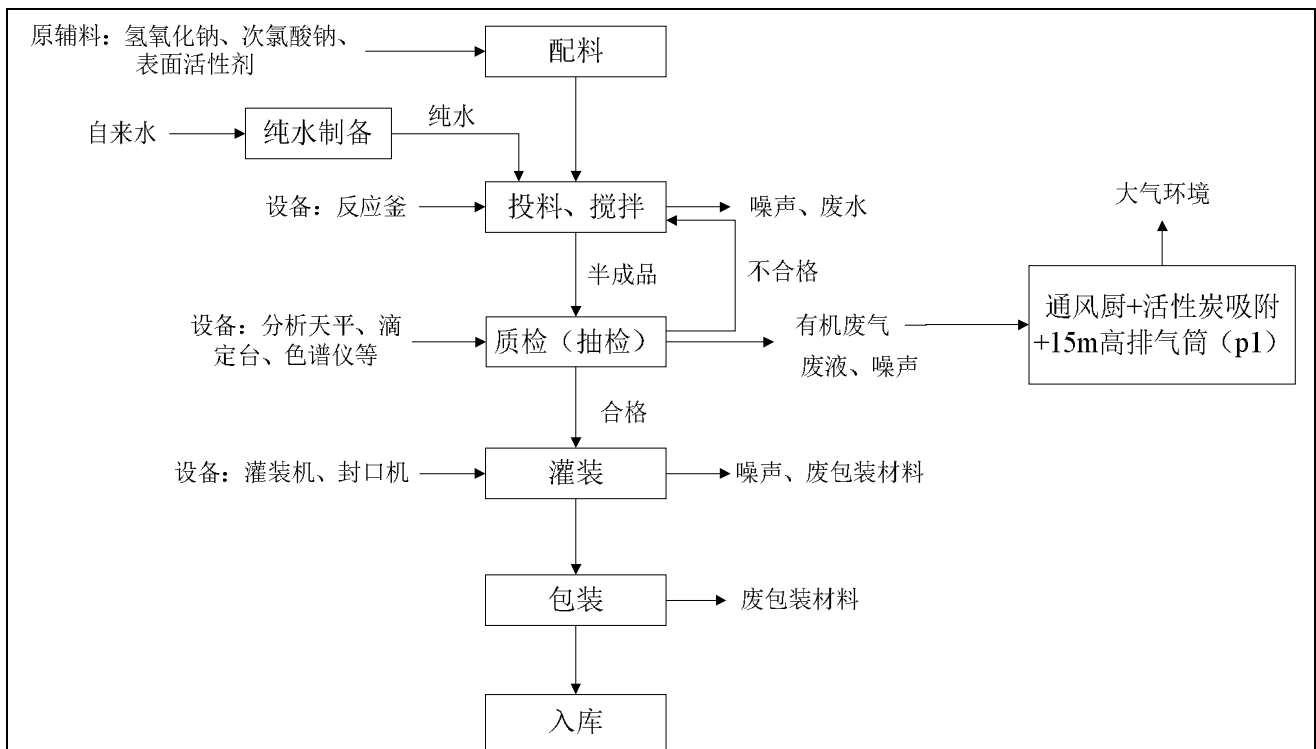 原辅料：氢氧化钠、次氯酸钠、
表面活性剂
配料
自来水
纯水制备
纯水
设备：反应釜
投料、搅拌
噪声、废水
大气环境
半成品
不合格
设备：分析天平、滴
定台、色谱仪等
质检（抽检）
有机废气
废液、噪声
通风厨+活性炭吸附
+15m高排气筒（p1）
合格
设备：灌装机、封口机
灌装
噪声、废包装材料
包装
废包装材料
入库